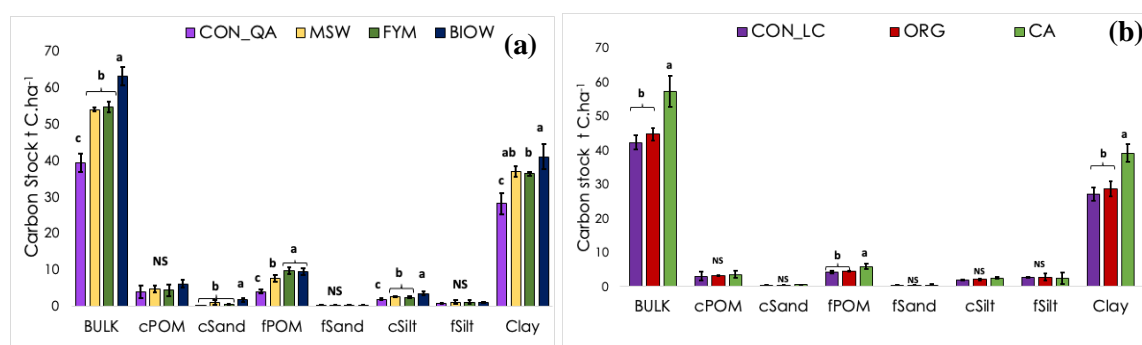 CON_QA MSW FYM BIOW (a)
Carbon Stock t C.ha⁻¹
70
60
50
40
30
20
10
0
c b a
NS
b a
c b a
c b a
NS
c ab b a
BULK cPOM cSand fPOM fSand cSilt fSilt Clay
CON_LC ORG CA (b)
Carbon stock t C.ha⁻¹
70
60
50
40
30
20
10
0
b a
NS
NS
b a
NS
NS
NS
b a
BULK cPOM cSand fPOM fSand cSilt fSilt Clay